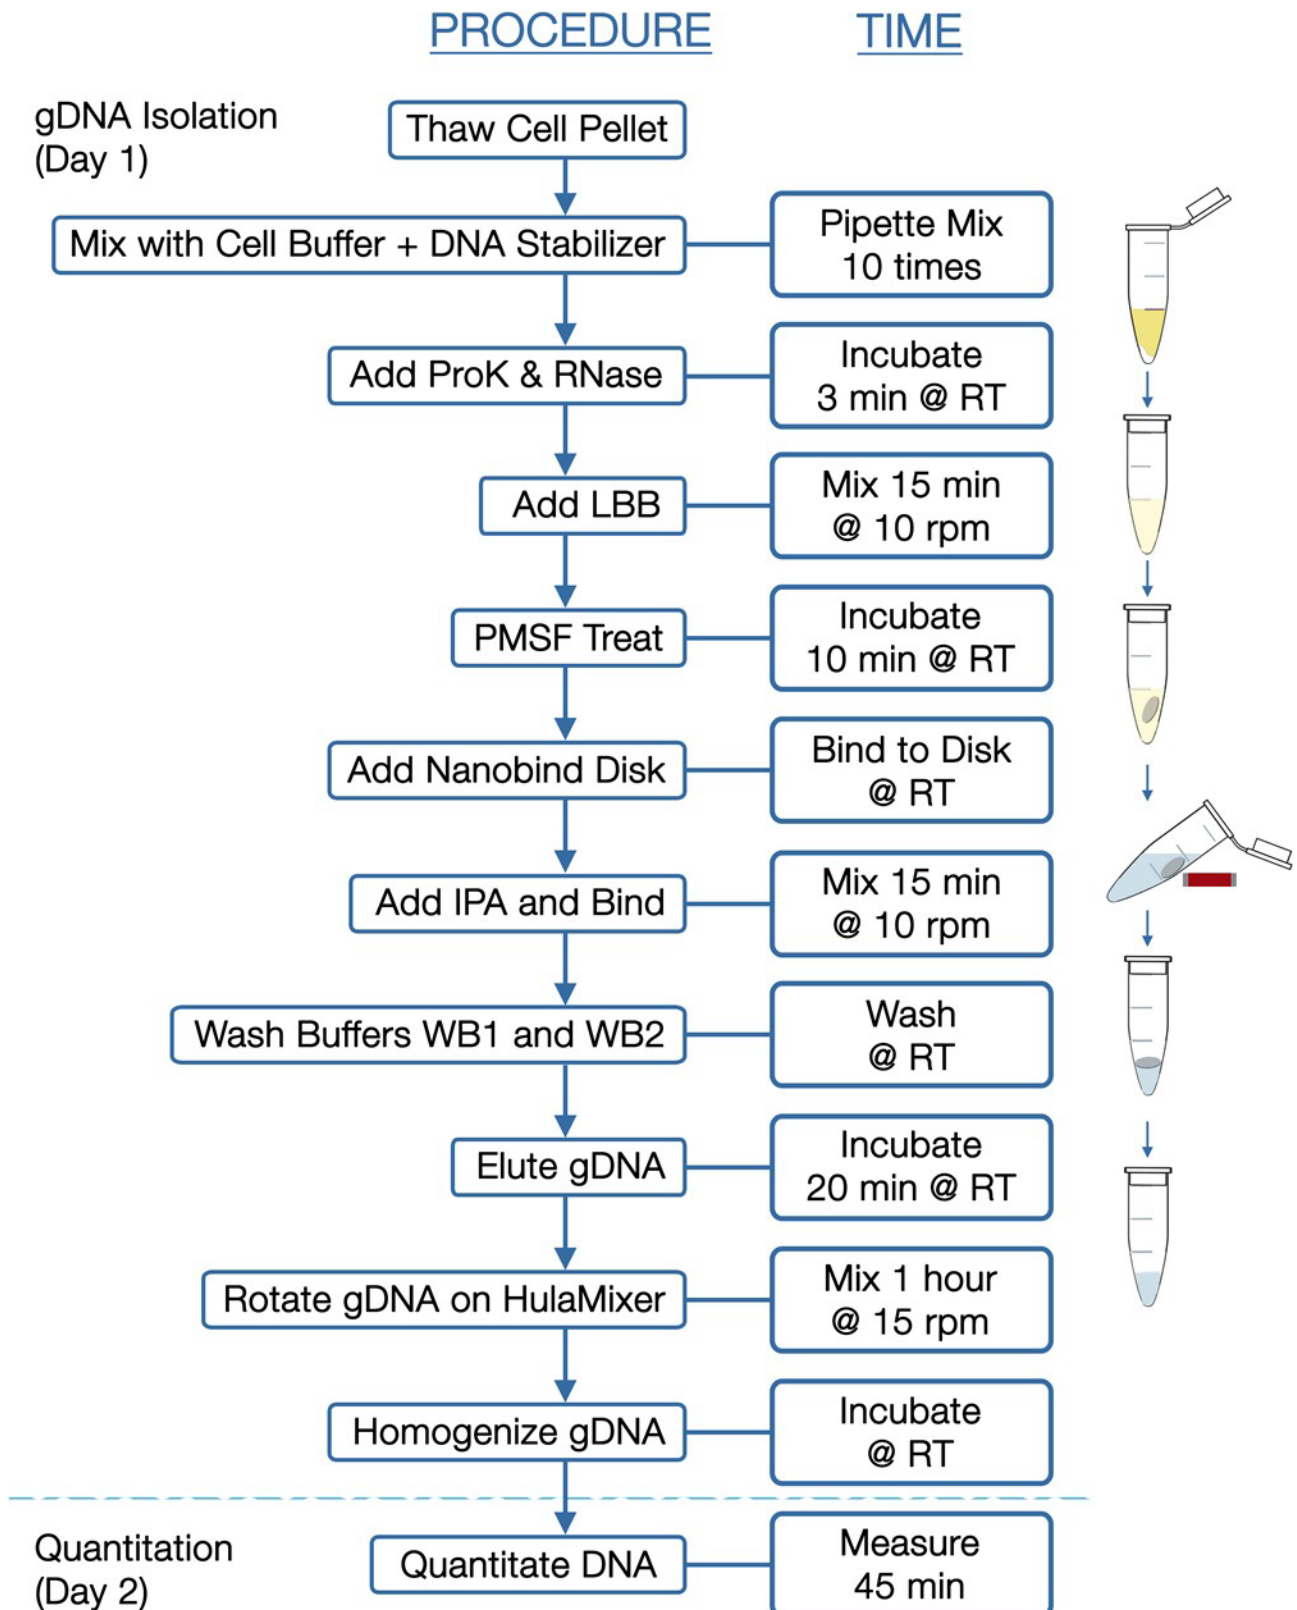 PROCEDURE TIME
gDNA Isolation
(Day 1)
Thaw Cell Pellet
Mix with Cell Buffer + DNA Stabilizer
Pipette Mix
10 times
Add ProK & RNase
Incubate
3 min @ RT
Add LBB
Mix 15 min
@ 10 rpm
PMSF Treat
Incubate
10 min @ RT
Add Nanobind Disk
Bind to Disk
@ RT
Add IPA and Bind
Mix 15 min
@ 10 rpm
Wash Buffers WB1 and WB2
Wash
@ RT
Elute gDNA
Incubate
20 min @ RT
Rotate gDNA on HulaMixer
Mix 1 hour
@ 15 rpm
Homogenize gDNA
Incubate
@ RT
Quantitation
(Day 2)
Quantitate DNA
Measure
45 min